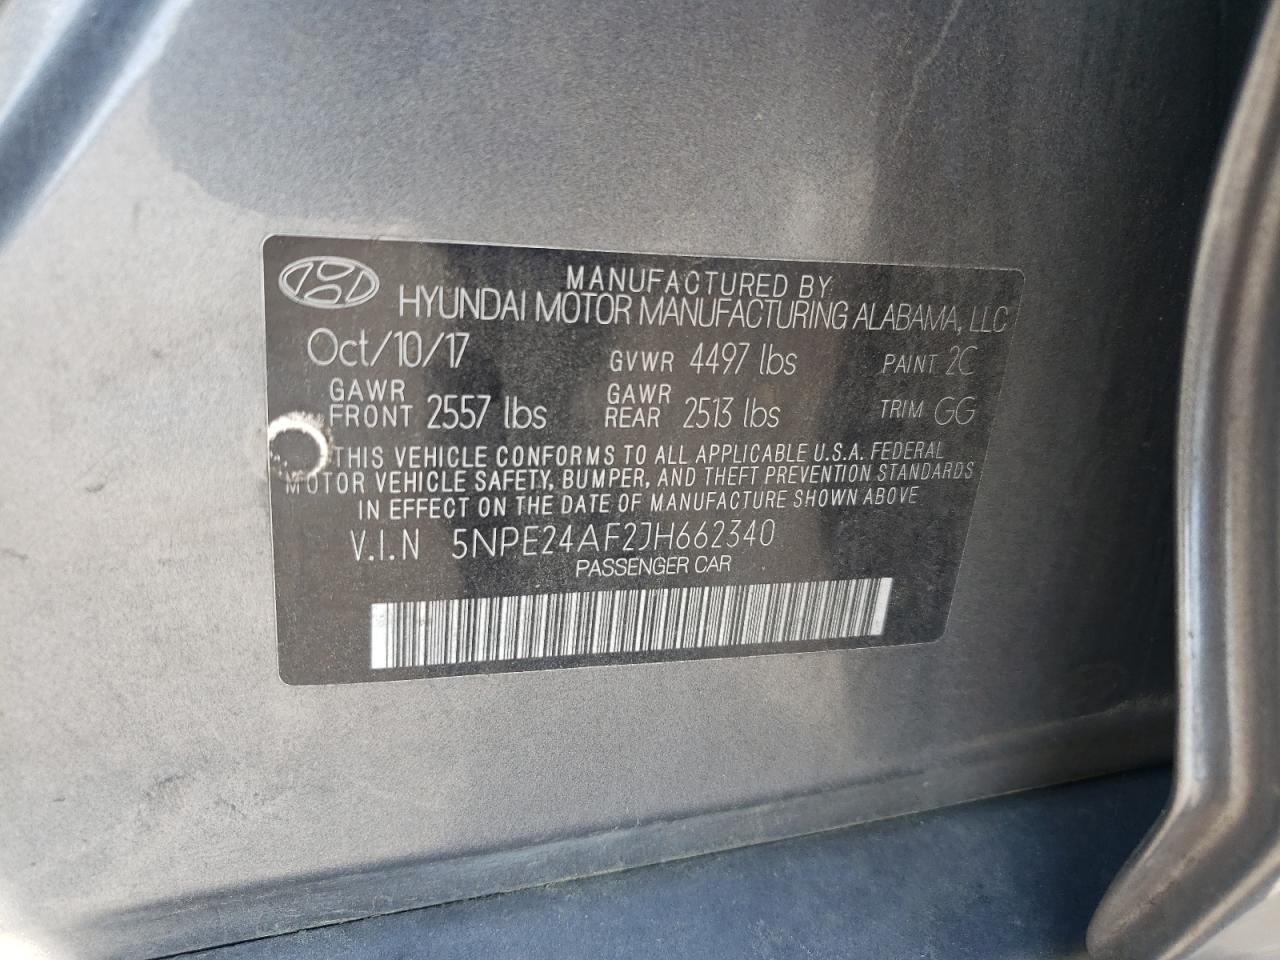 MANUFACTURED BY
HYUNDAI MOTOR MANUFACTURING ALABAMA, LLC
Oct/10/17 GVWR 4497 lbs PAINT 2C
GAWR FRONT 2557 lbs GAWR REAR 2513 lbs TRIM GG
THIS VEHICLE CONFORMS TO ALL APPLICABLE U.S.A. FEDERAL
MOTOR VEHICLE SAFETY, BUMPER, AND THEFT PREVENTION STANDARDS
IN EFFECT ON THE DATE OF MANUFACTURE SHOWN ABOVE
V.I.N 5NPE24AF2JH662340
PASSENGER CAR